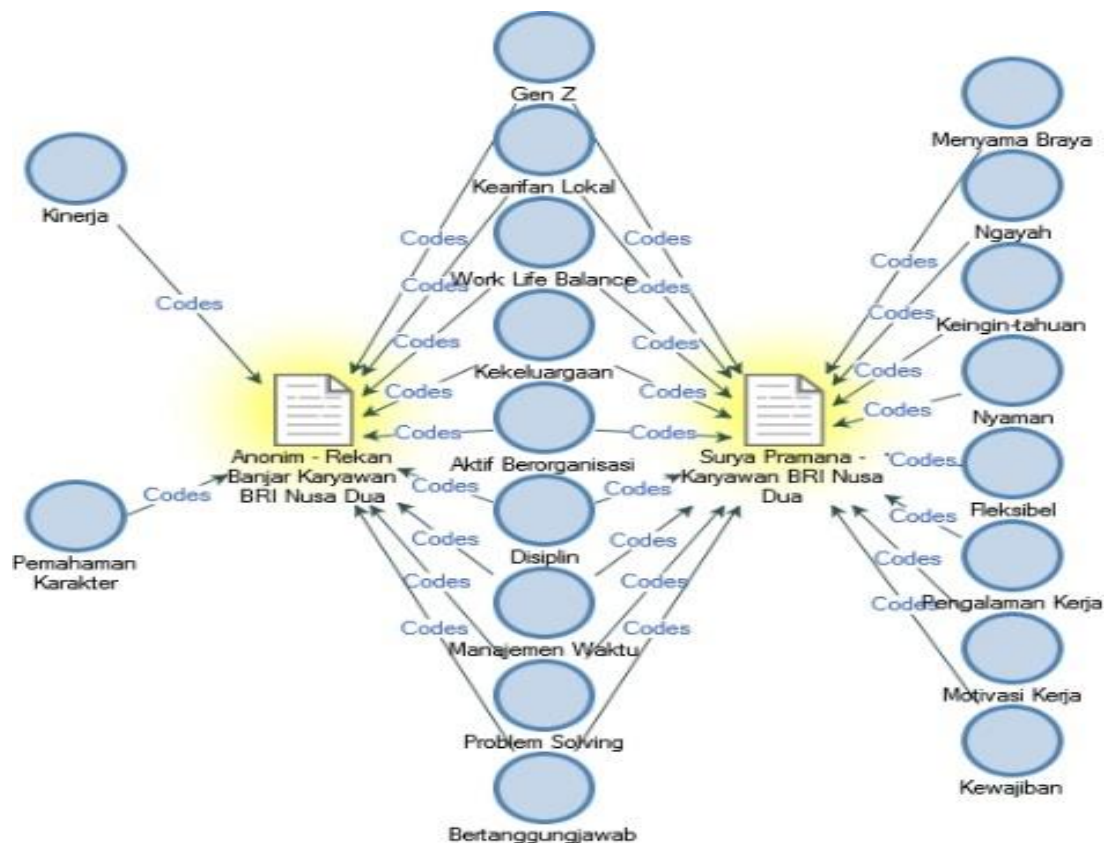 Gen Z
Menyama Braya
Kearifan Lokal
Kinerja
Ngayah
Codes
Codes
Codes
Work Life Balance
Codes
Codes
Codes
Codes
Keingin-tahuan
Codes
Codes
Codes
Codes
Kekeluargaan
Codes
Codes
Nyaman
Codes
Codes
Codes
Aktif Berorganisasi
Anonim - Rekan
Banjar Karyawan
BRI Nusa Dua
Surya Pramana -
Karyawan BRI Nusa
Dua
Codes
Codes
Codes
Codes
Fleksibel
Codes
Disiplin
Codes
Codes
Pemahaman
Karakter
Codes
Codes
Codes
Pengalaman Kerja
Codes
Codes
Codes
Manajemen Waktu
Motivasi Kerja
Problem Solving
Kewajiban
Bertanggungjawab